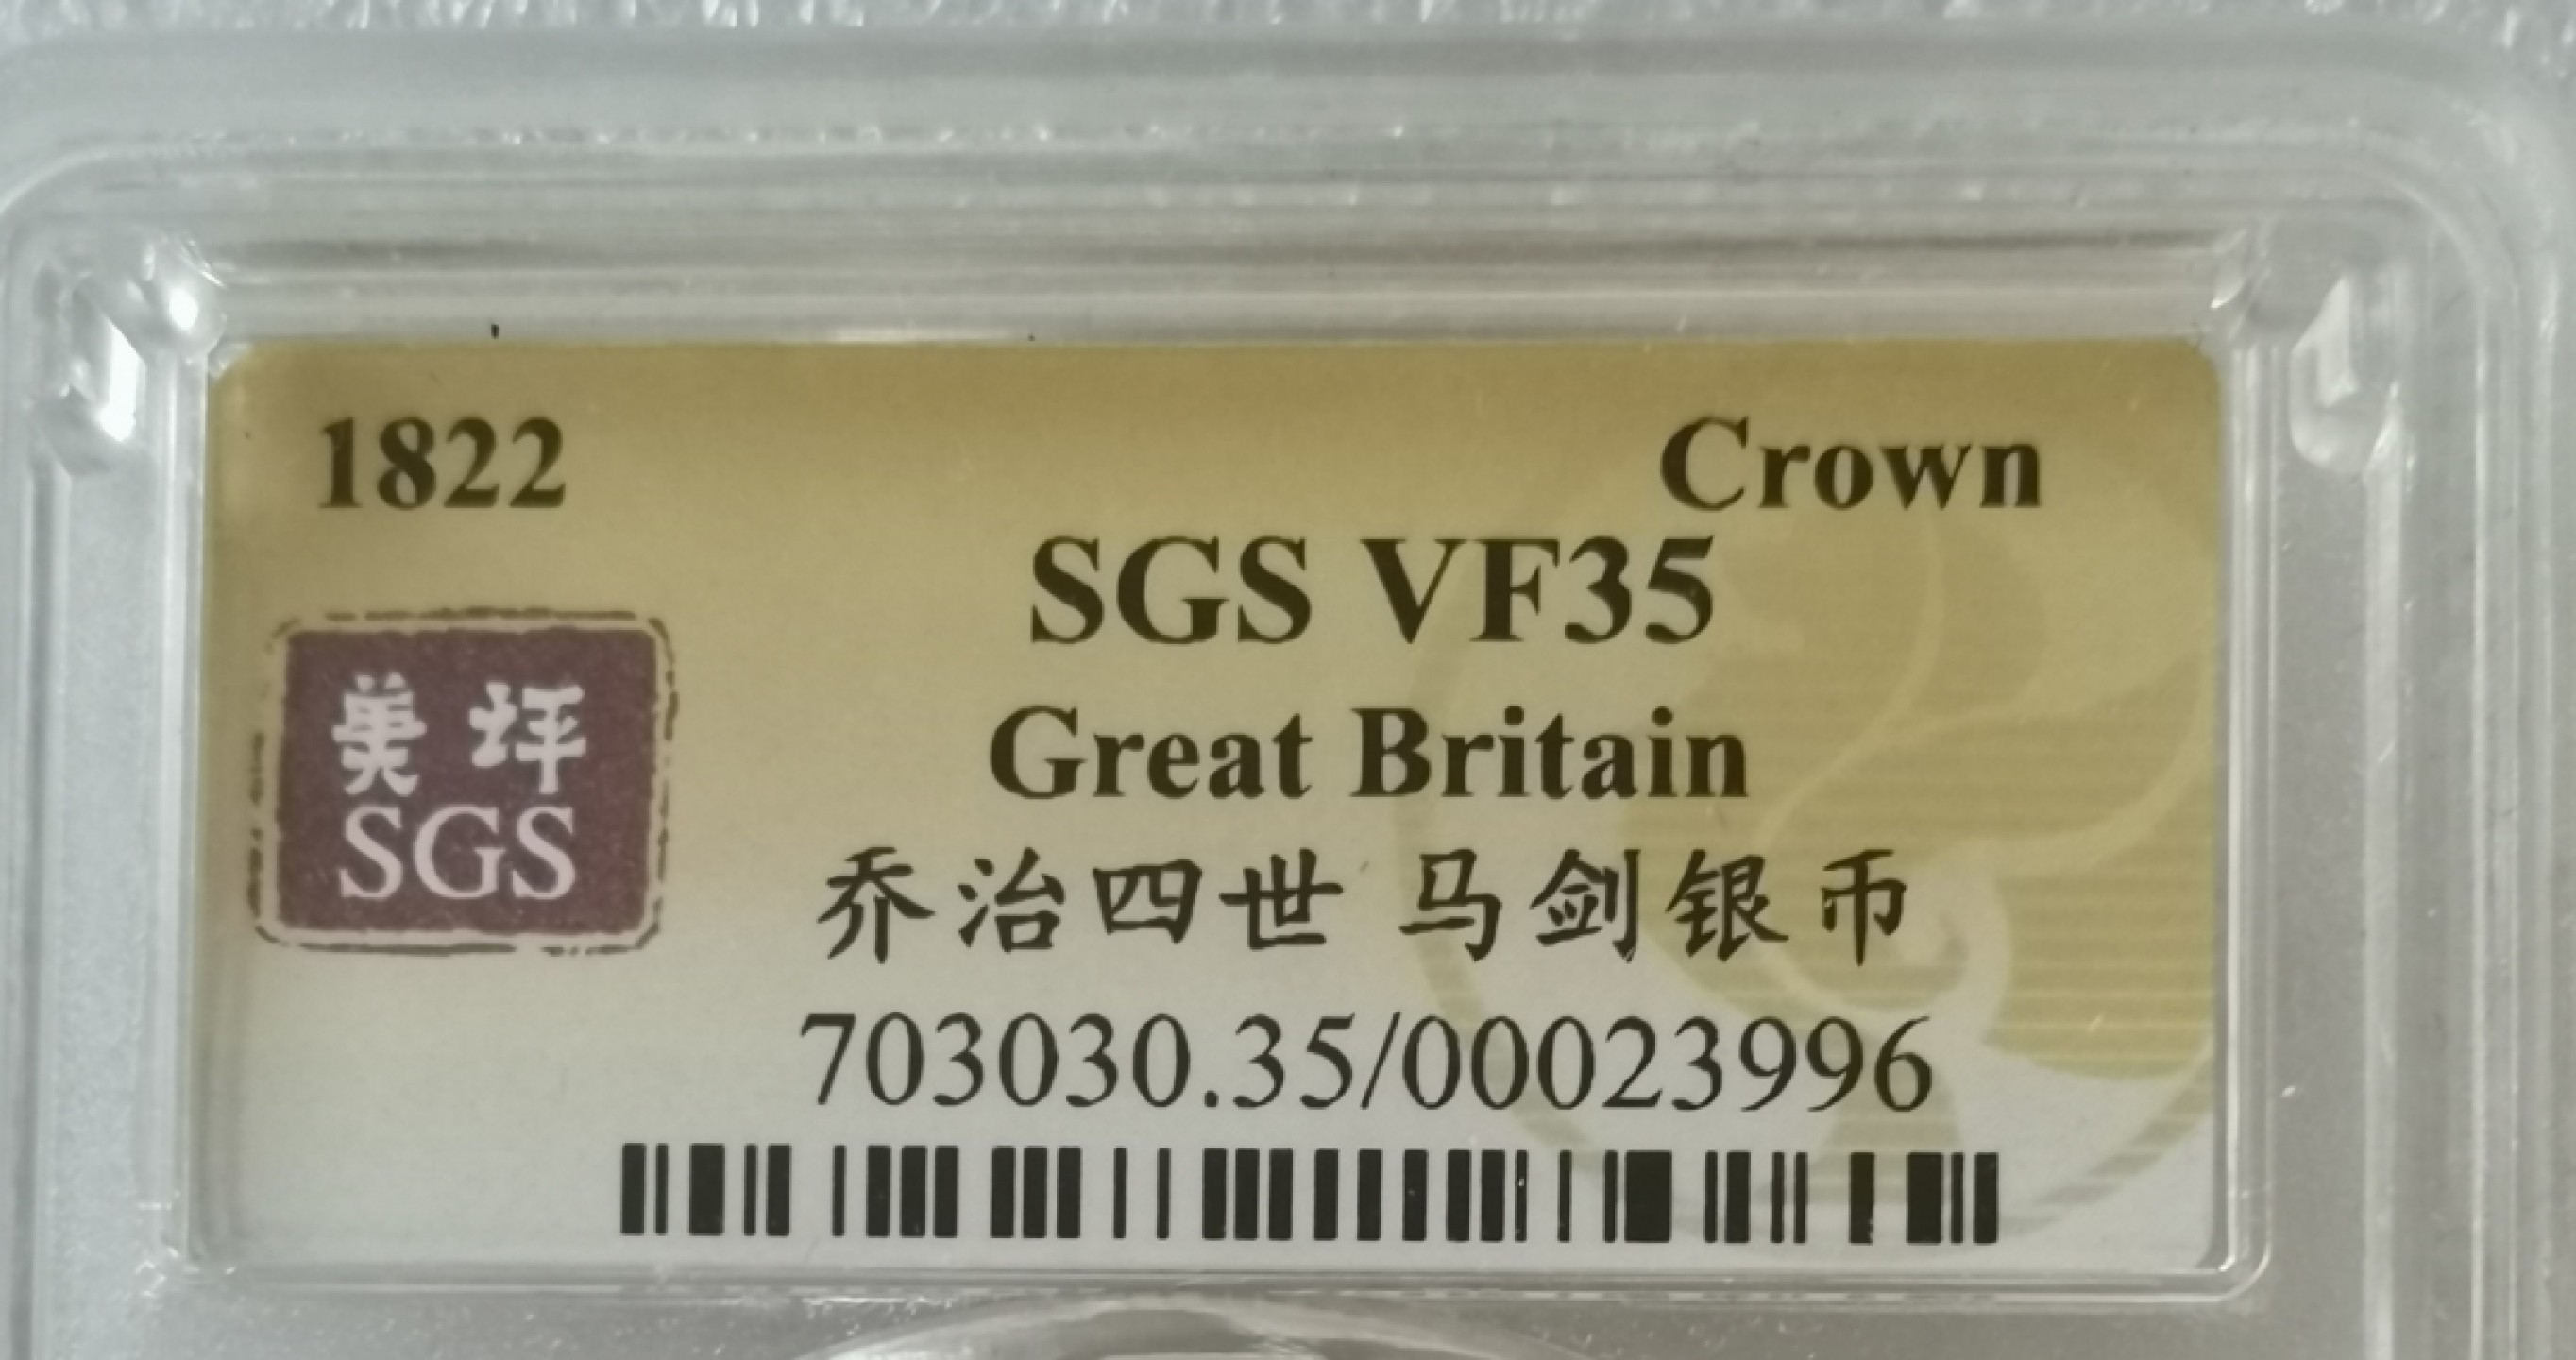 1822 Crown
SGS VF35
Great Britain
美 坪
SGS
乔治四世 马剑银币
703030.35/00023996